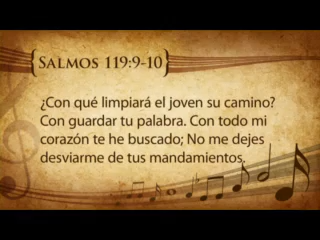 {SALMOS 119:9-10}
¿Con qué limpiará el joven su camino?
Con guardar tu palabra. Con todo mi
corazón te he buscado; No me dejes
desviarme de tus mandamientos.